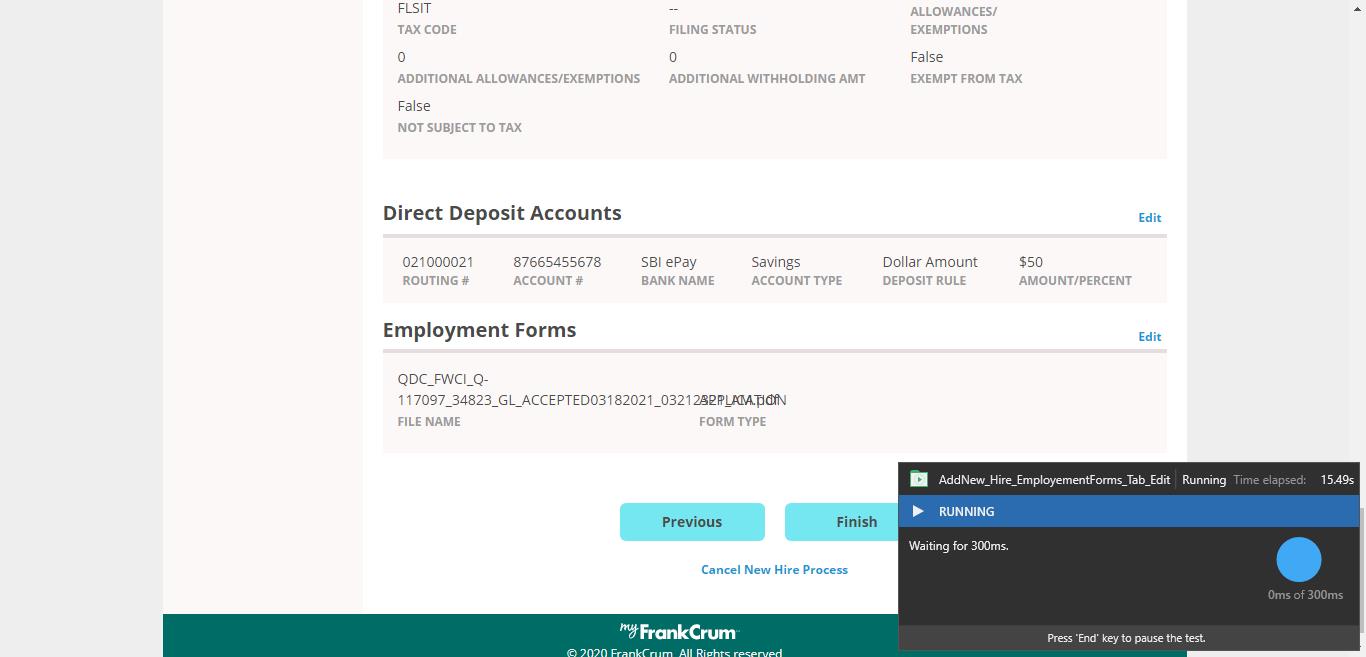 FLSIT -- ALLOWANCES/
TAX CODE FILING STATUS EXEMPTIONS
0 0 False
ADDITIONAL ALLOWANCES/EXEMPTIONS ADDITIONAL WITHHOLDING AMT EXEMPT FROM TAX
False
NOT SUBJECT TO TAX
Direct Deposit Accounts Edit
021000021 87665455678 SBI ePay Savings Dollar Amount $50
ROUTING # ACCOUNT # BANK NAME ACCOUNT TYPE DEPOSIT RULE AMOUNT/PERCENT
Employment Forms Edit
QDC_FWCI_Q-
117097_34823_GL_ACCEPTED03182021_0321 APPLICATION
FILE NAME FORM TYPE
Previous Finish
Cancel New Hire Process
my FrankCrum
© 2020 FrankCrum. All Rights reserved
AddNew_Hire_EmployementForms_Tab_Edit Running Time elapsed: 15.49s
RUNNING
Waiting for 300ms.
0ms of 300ms
Press 'End' key to pause the test.